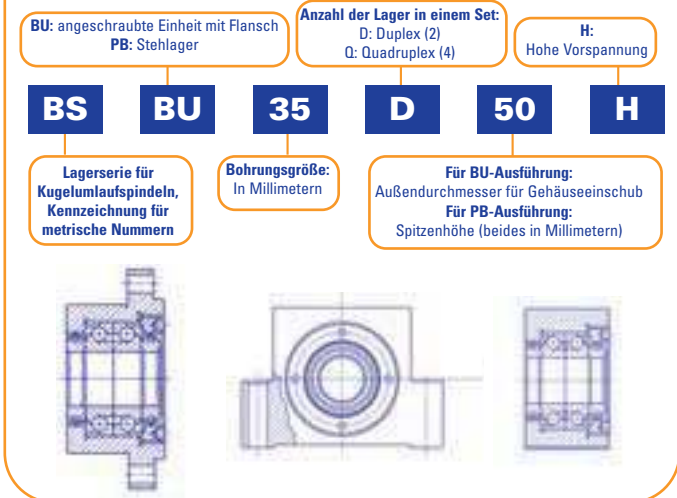 BU: angeschraubte Einheit mit Flansch
PB: Stehlager
Anzahl der Lager in einem Set:
D: Duplex (2)
Q: Quadruplex (4)
H:
Hohe Vorspannung
BS BU 35 D 50 H
Lagerserie für
Kugelumlaufspindeln,
Kennzeichnung für
metrische Nummern
Bohrungsgröße:
In Millimetern
Für BU-Ausführung:
Außendurchmesser für Gehäuseeinschub
Für PB-Ausführung:
Spitzenhöhe (beides in Millimetern)